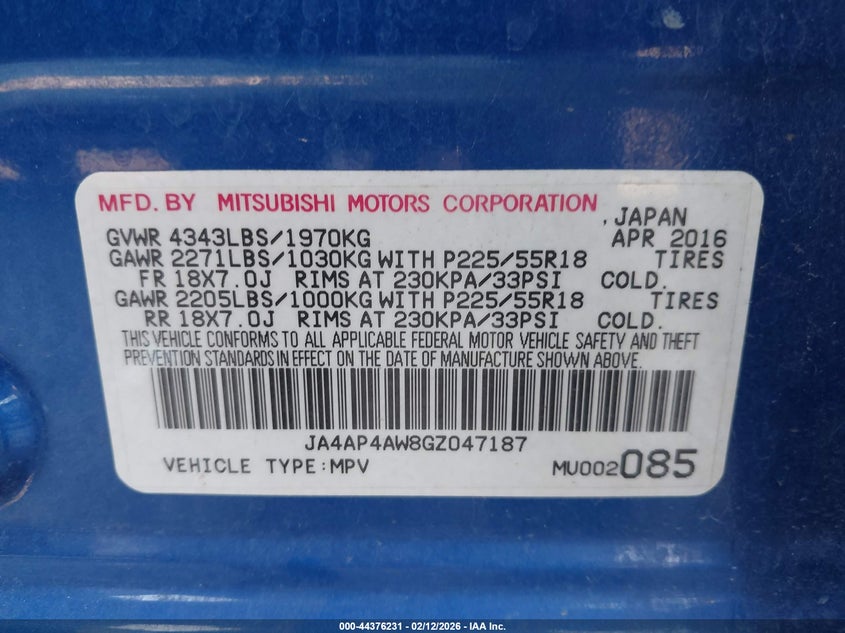 MFD. BY MITSUBISHI MOTORS CORPORATION
, JAPAN
GVWR 4343LBS/1970KG APR 2016
GAWR 2271LBS/1030KG WITH P225/55R18 TIRES
FR 18X7.0J RIMS AT 230KPA/33PSI COLD.
GAWR 2205LBS/1000KG WITH P225/55R18 TIRES
RR 18X7.0J RIMS AT 230KPA/33PSI COLD.
THIS VEHICLE CONFORMS TO ALL APPLICABLE FEDERAL MOTOR VEHICLE SAFETY AND THEFT
PREVENTION STANDARDS IN EFFECT ON THE DATE OF MANUFACTURE SHOWN ABOVE.
JA4AP4AW8GZ047187
VEHICLE TYPE:MPV MU002085
000-44376231 - 02/12/2026 - IAA Inc.